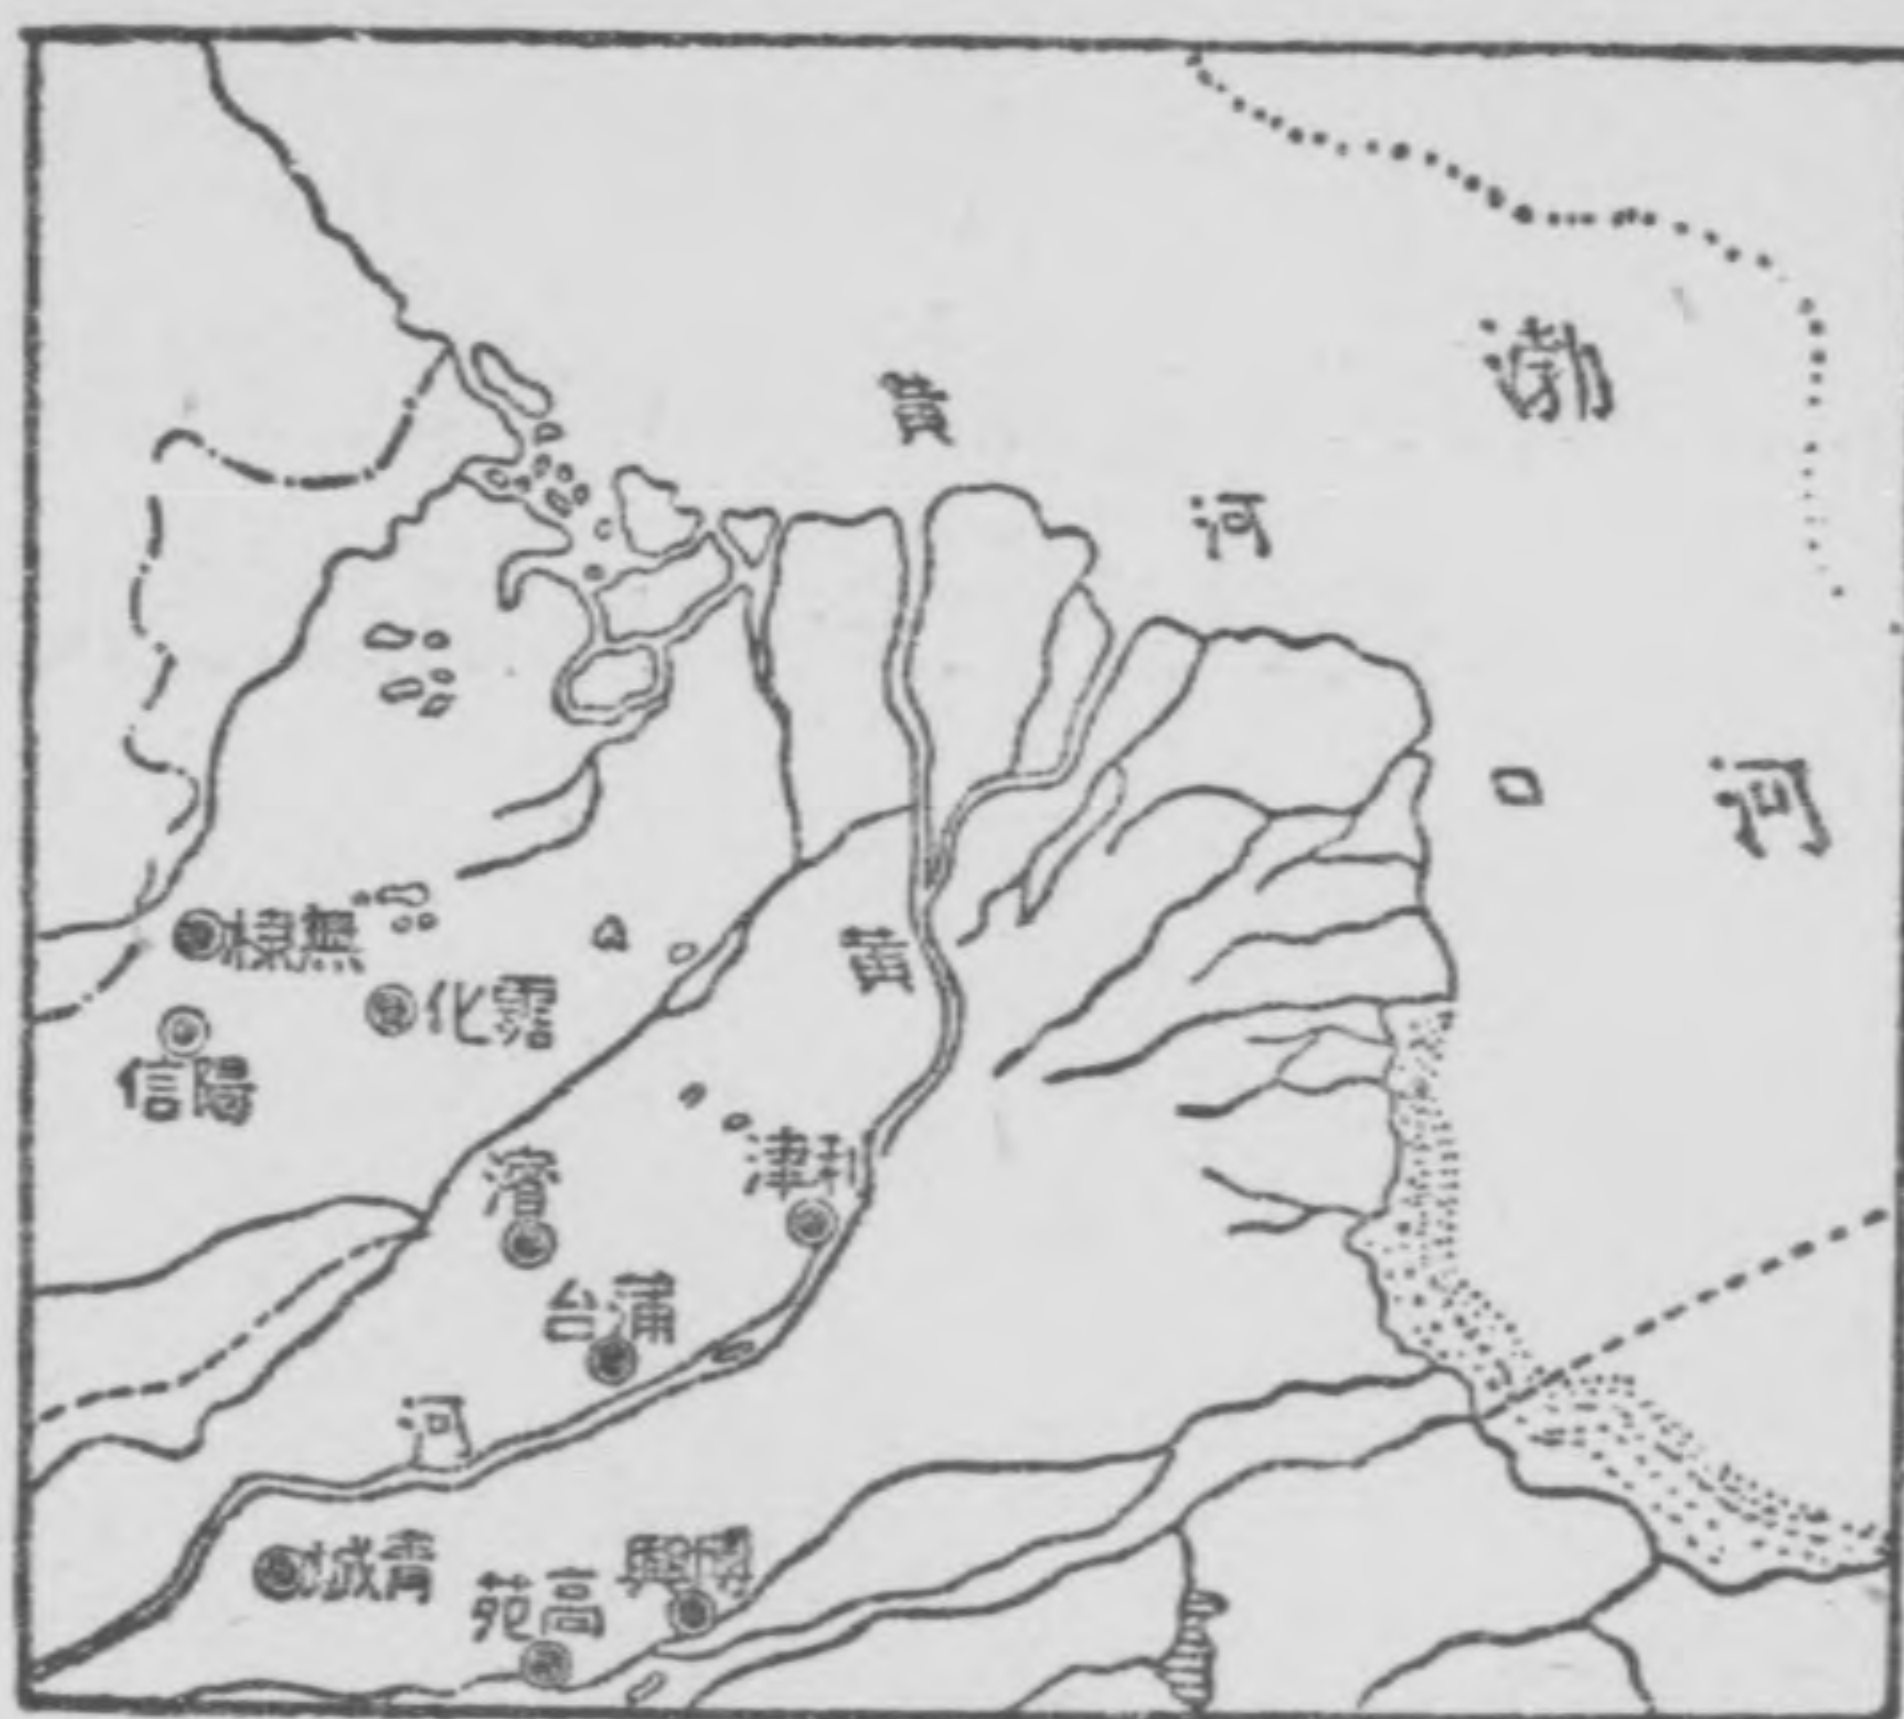 渤
河
黃
河
口
黃
河
無棣
霑化
陽信
濱
利津
蒲台
青城
高苑
博興